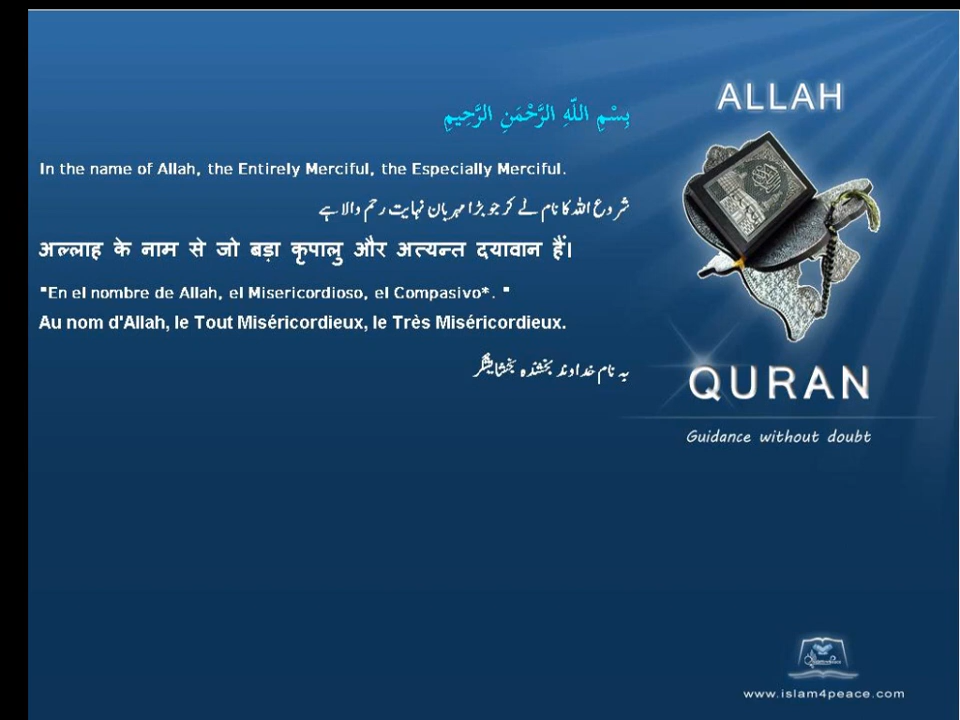 بِسْمِ اللَّهِ الرَّحْمَنِ الرَّحِيمِ
In the name of Allah, the Entirely Merciful, the Especially Merciful.
شروع الله کا نام لے کر جو بڑا مہربان نہایت رحم والا ہے
अल्लाह के नाम से जो बड़ा कृपालु और अत्यन्त दयावान हैं।
"En el nombre de Allah, el Misericordioso, el Compasivo*. "
Au nom d'Allah, le Tout Miséricordieux, le Très Miséricordieux.
به نام خداوند بخشنده بخشایشگر
ALLAH
QURAN
Guidance without doubt
www.islam4peace.com